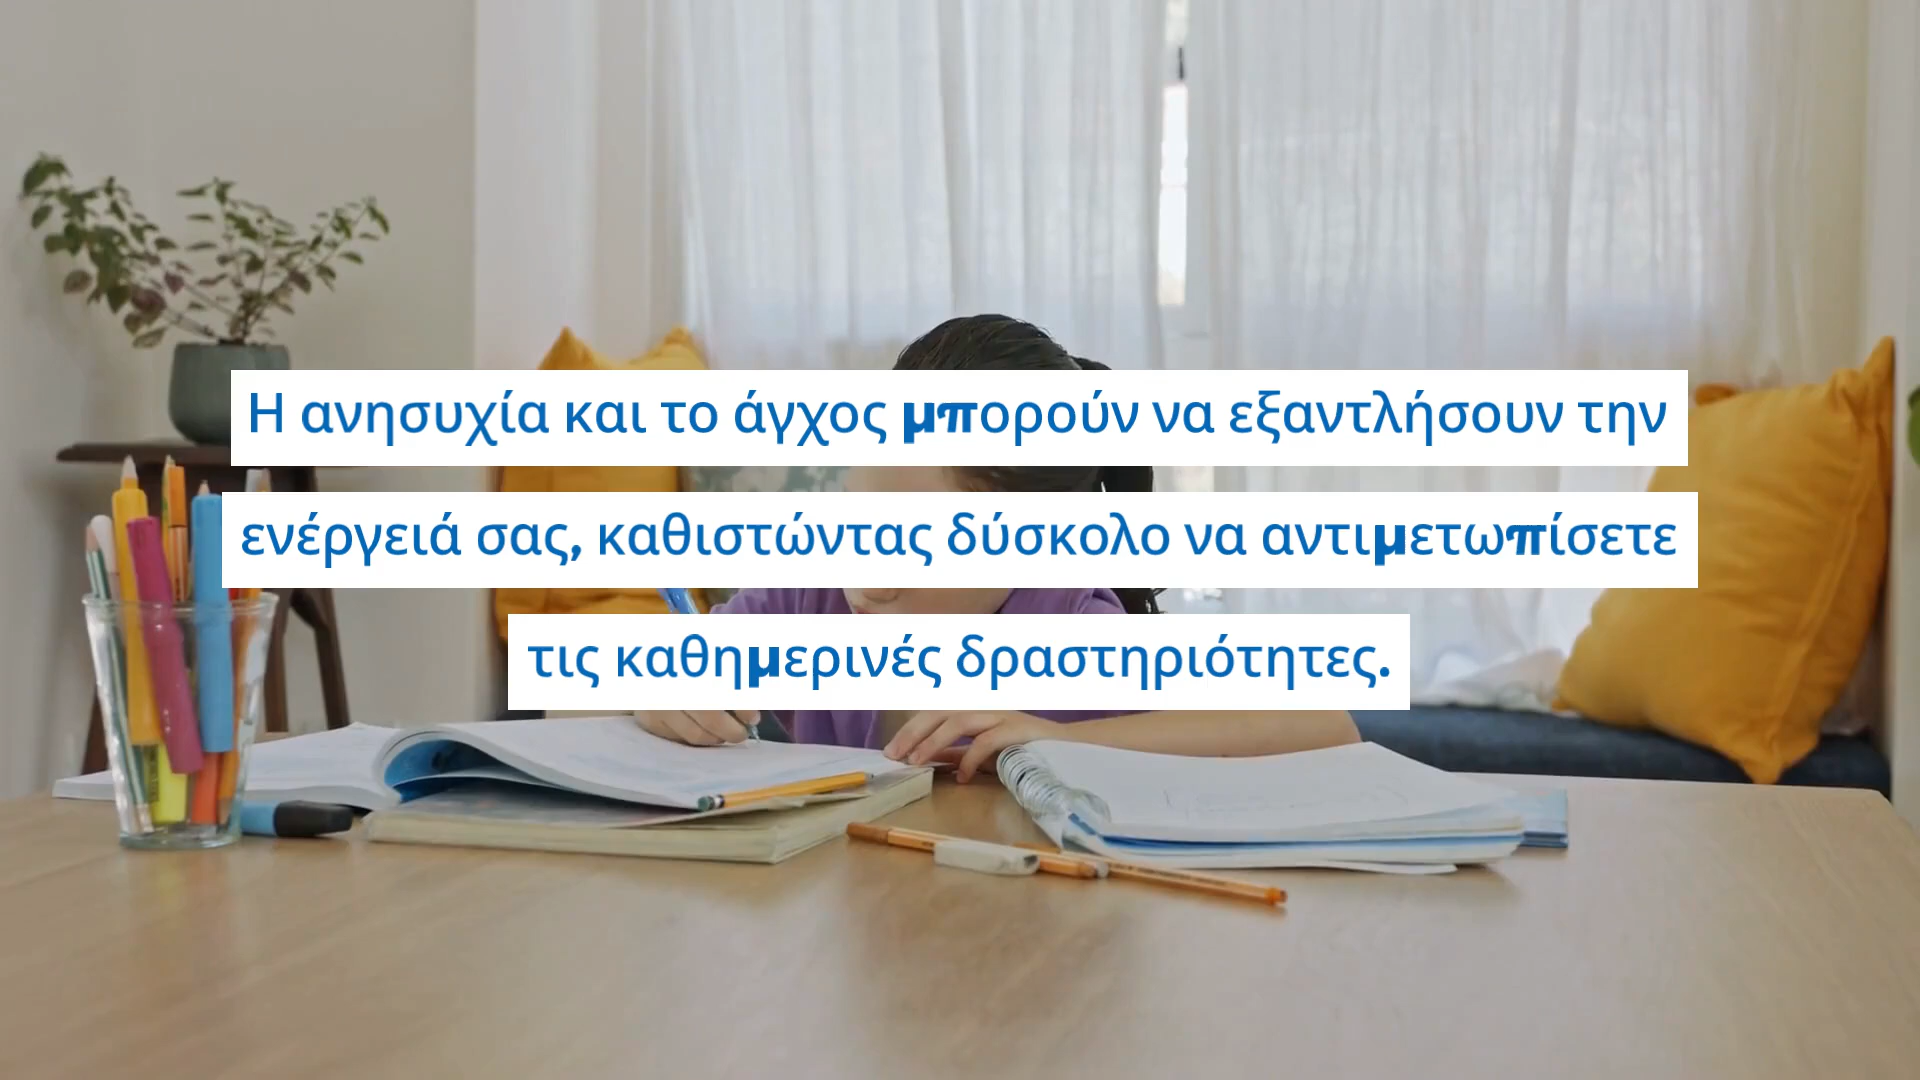 Η ανησυχία και το άγχος μπορούν να εξαντλήσουν την
ενέργειά σας, καθιστώντας δύσκολο να αντιμετωπίσετε
τις καθημερινές δραστηριότητες.